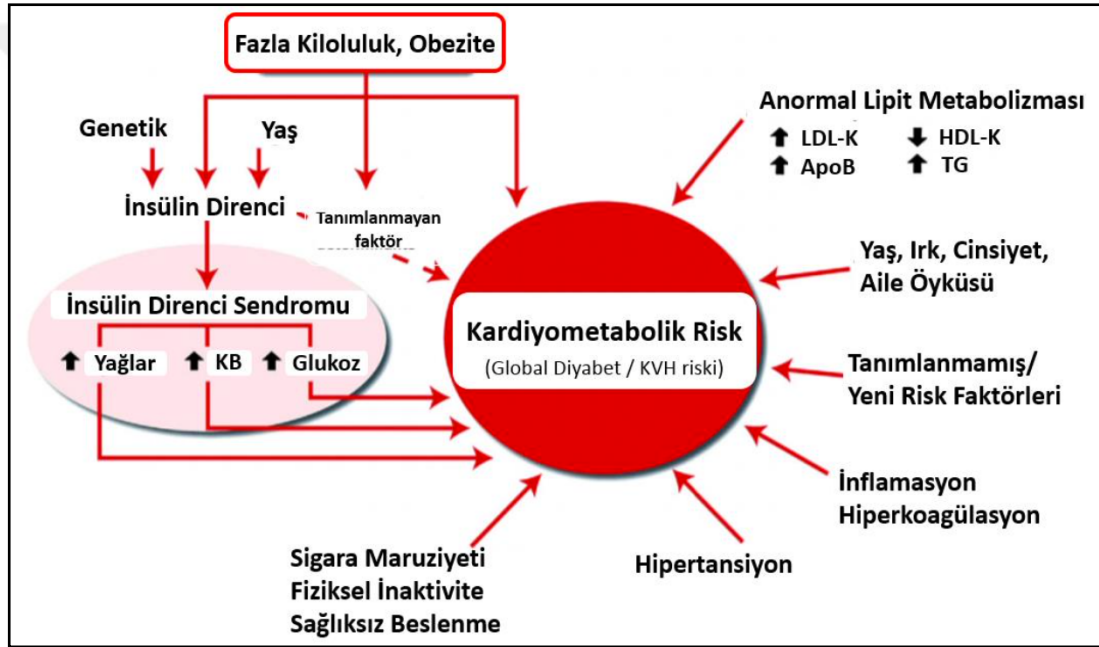 Fazla Kiloluluk, Obezite
Genetik
Yaş
İnsülin Direnci
Tanımlanmayan
faktör
İnsülin Direnci Sendromu
Yağlar
KB
Glukoz
Kardiyometabolik Risk
(Global Diyabet / KVH riski)
Anormal Lipit Metabolizması
LDL-K
HDL-K
ApoB
TG
Yaş, Irk, Cinsiyet,
Aile Öyküsü
Tanımlanmamış/
Yeni Risk Faktörleri
İnflamasyon
Hiperkoagülasyon
Hipertansiyon
Sigara Maruziyeti
Fiziksel İnaktivite
Sağlıksız Beslenme